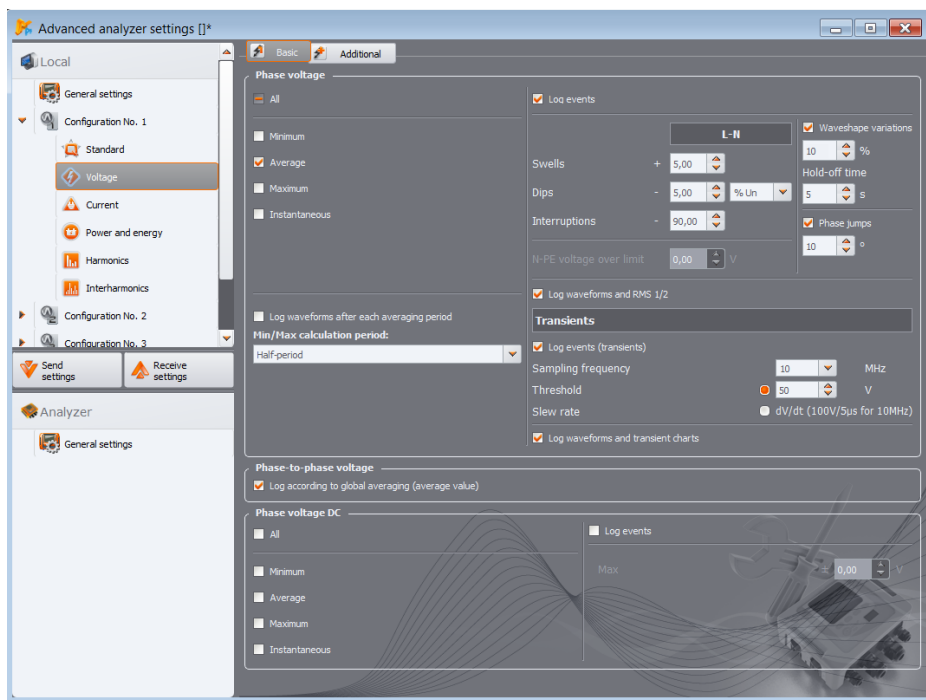 Advanced analyzer settings []*
Local
General settings
Configuration No. 1
Standard
Voltage
Current
Power and energy
Harmonics
Interharmonics
Configuration No. 2
Configuration No. 3
Send settings
Receive settings
Analyzer
General settings
Basic
Additional
Phase voltage
All
Minimum
Average
Maximum
Instantaneous
Log waveforms after each averaging period
Min/Max calculation period:
Half-period
Log events
L-N
Swells + 5,00
Dips - 5,00 % Un
Interruptions - 90,00
N-PE voltage over limit 0,00 V
Waveshape variations
10 %
Hold-off time
5 s
Phase jumps
10 °
Log waveforms and RMS 1/2
Transients
Log events (transients)
Sampling frequency 10 MHz
Threshold 50 V
Slew rate dV/dt (100V/5µs for 10MHz)
Log waveforms and transient charts
Phase-to-phase voltage
Log according to global averaging (average value)
Phase voltage DC
All
Minimum
Average
Maximum
Instantaneous
Log events
Max ± 0,00 V